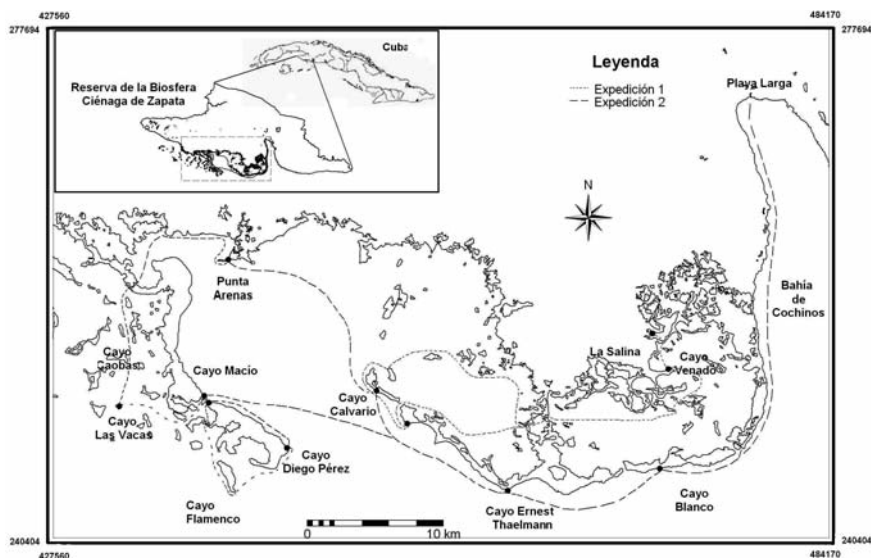 427560
484170
277694
277694
Cuba
Reserva de la Biosfera
Ciénaga de Zapata
Leyenda
Expedición 1
Expedición 2
Playa Larga
N
Punta
Arenas
Bahía
de
Cochinos
La Salina
Cayo
Venado
Cayo
Caobas
Cayo Macío
Cayo
Calvario
Cayo
Las Vacas
Cayo
Diego Pérez
Cayo
Flamenco
Cayo Ernest
Thaelmann
Cayo
Blanco
0
10 km
240404
240404
427560
484170